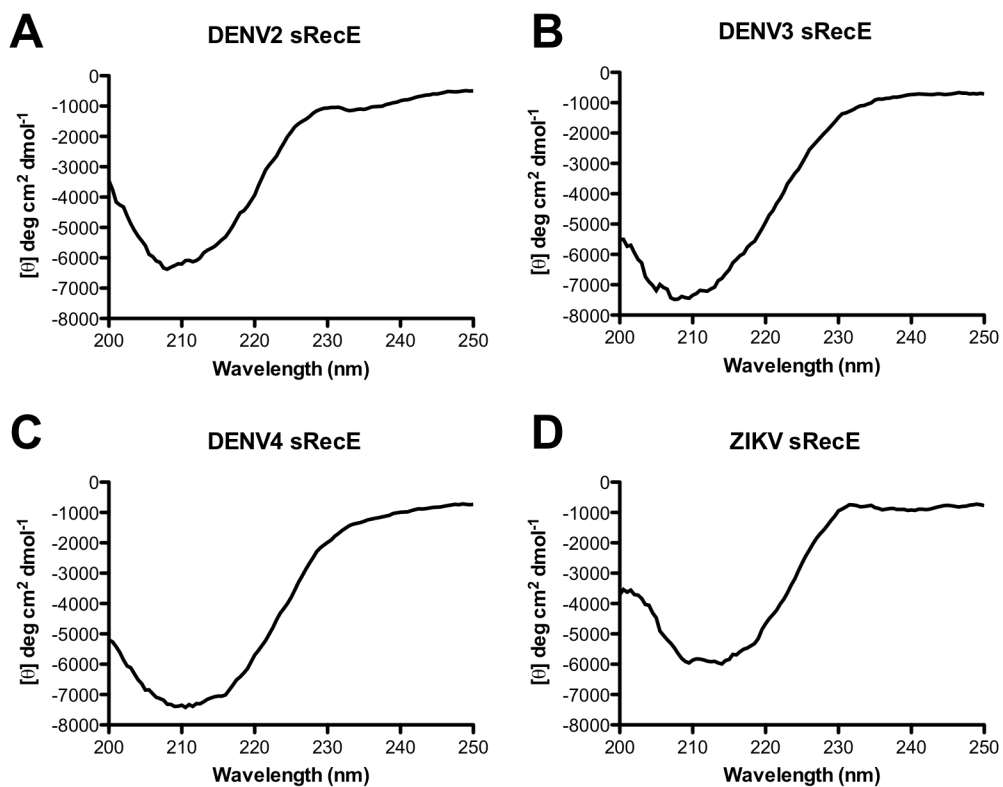 A
DENV2 sRecE
0
-1000
-2000
-3000
-4000
-5000
-6000
-7000
-8000
[θ] deg cm² dmol⁻¹
200 210 220 230 240 250
Wavelength (nm)
B
DENV3 sRecE
0
-1000
-2000
-3000
-4000
-5000
-6000
-7000
-8000
[θ] deg cm² dmol⁻¹
200 210 220 230 240 250
Wavelength (nm)
C
DENV4 sRecE
0
-1000
-2000
-3000
-4000
-5000
-6000
-7000
-8000
[θ] deg cm² dmol⁻¹
200 210 220 230 240 250
Wavelength (nm)
D
ZIKV sRecE
0
-1000
-2000
-3000
-4000
-5000
-6000
-7000
-8000
[θ] deg cm² dmol⁻¹
200 210 220 230 240 250
Wavelength (nm)